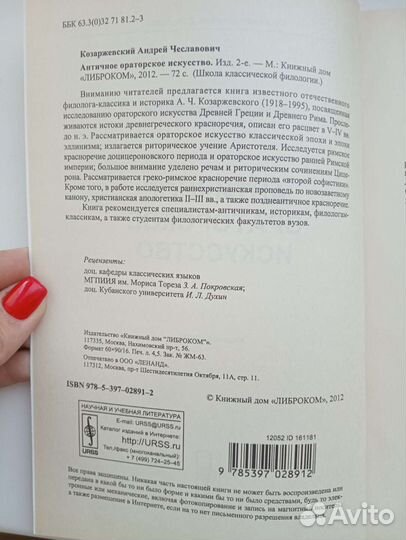 ББК 63.3(0)32 71 81.2–3
Козаржевский Андрей Чеславович
Античное ораторское искусство. Изд. 2-е. — М.: Книжный дом
«ЛИБРОКОМ», 2012. — 72 с. (Школа классической филологии.)
Вниманию читателей предлагается книга известного отечественного
филолога-классика и историка А. Ч. Козаржевского (1918–1995), посвященная
исследованию ораторского искусства Древней Греции и Древнего Рима. Просле-
живаются истоки древнегреческого красноречия, описан его расцвет в V–IV вв.
до н. э. Рассматривается ораторское искусство классической эпохи и эпохи
эллинизма; излагается риторическое учение Аристотеля. Исследуется римское
красноречие доцицероновского периода и ораторское искусство ранней Римской
империи; большое внимание уделено речам и риторическим сочинениям Цице-
рона. Рассматривается греко-римское красноречие периода «второй софистики».
Кроме того, в работе исследуются раннехристианская проповедь по новозаветному
канону, христианская апологетика II–III вв., а также позднеантичное красноречие.
Книга рекомендуется специалистам-античникам, историкам, филологам-
классикам, а также студентам филологических факультетов вузов.
Рецензенты:
доц. кафедры классических языков
МГПИИЯ им. Мориса Тореза З. А. Покровская;
доц. Кубанского университета И. Л. Духин
Издательство «Книжный дом "ЛИБРОКОМ"».
117335, Москва, Нахимовский пр-т, 56.
Формат 60×90/16. Печ. л. 4,5. Зак. № ЖМ-63.
Отпечатано в ООО «ЛЕНАНД».
117312, Москва, пр-т Шестидесятилетия Октября, 11А, стр. 11.
ISBN 978–5–397–02891–2
© Книжный дом «ЛИБРОКОМ», 2012
НАУЧНАЯ И УЧЕБНАЯ ЛИТЕРАТУРА
E-mail: URSS@URSS.ru
Каталог изданий в Интернете:
http://URSS.ru
Тел./факс (многоканальный):
+ 7 (499) 724–25–45
URSS
12052 ID 161181
9 785397 028912
Все права защищены. Никакая часть настоящей книги не может быть воспроизведена или
передана в какой бы то ни было форме и какими бы то ни было средствами, будь то элек-
тронные или механические, включая фотокопирование и запись на магнитный носитель,
а также размещение в Интернете, если на то нет письменного разрешения владельца.
Avito